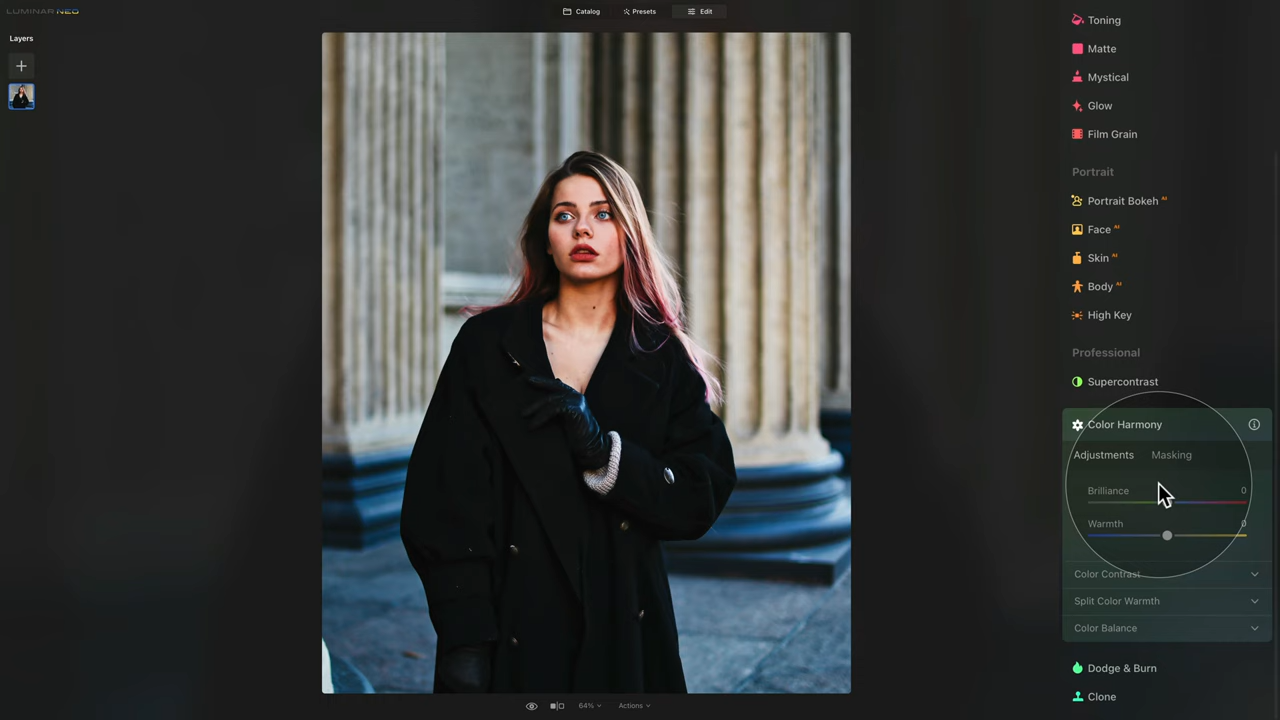 LUMINAR NEO
Catalog
Presets
Edit
Layers
Toning
Matte
Mystical
Glow
Film Grain
Portrait
Portrait Bokeh AI
Face AI
Skin AI
Body AI
High Key
Professional
Supercontrast
Color Harmony
Adjustments
Masking
Brilliance
0
Warmth
0
Color Contrast
Split Color Warmth
Color Balance
Dodge & Burn
Clone
64%
Actions